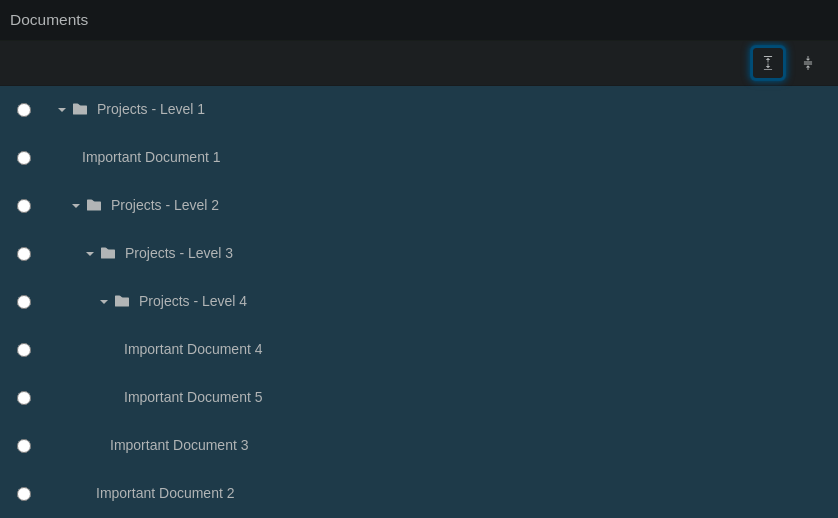 Documents
Projects - Level 1
Important Document 1
Projects - Level 2
Projects - Level 3
Projects - Level 4
Important Document 4
Important Document 5
Important Document 3
Important Document 2